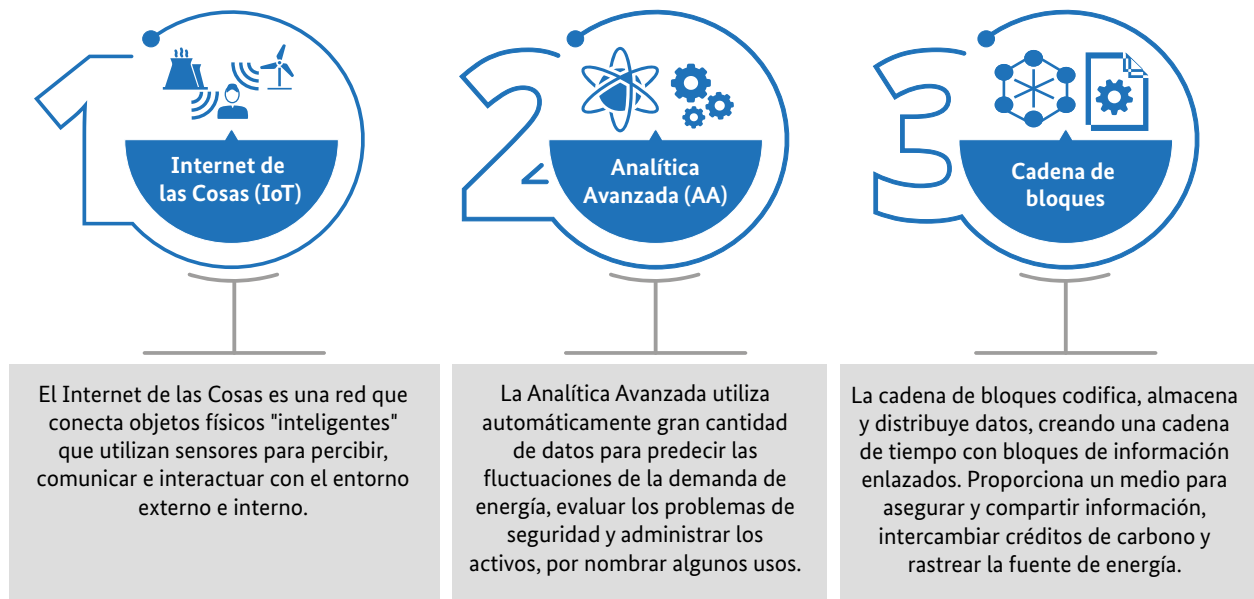 1
Internet de
las Cosas (IoT)
El Internet de las Cosas es una red que
conecta objetos físicos "inteligentes"
que utilizan sensores para percibir,
comunicar e interactuar con el entorno
externo e interno.
2
Analítica
Avanzada (AA)
La Analítica Avanzada utiliza
automáticamente gran cantidad
de datos para predecir las
fluctuaciones de la demanda de
energía, evaluar los problemas de
seguridad y administrar los
activos, por nombrar algunos usos.
3
Cadena de
bloques
La cadena de bloques codifica, almacena
y distribuye datos, creando una cadena
de tiempo con bloques de información
enlazados. Proporciona un medio para
asegurar y compartir información,
intercambiar créditos de carbono y
rastrear la fuente de energía.